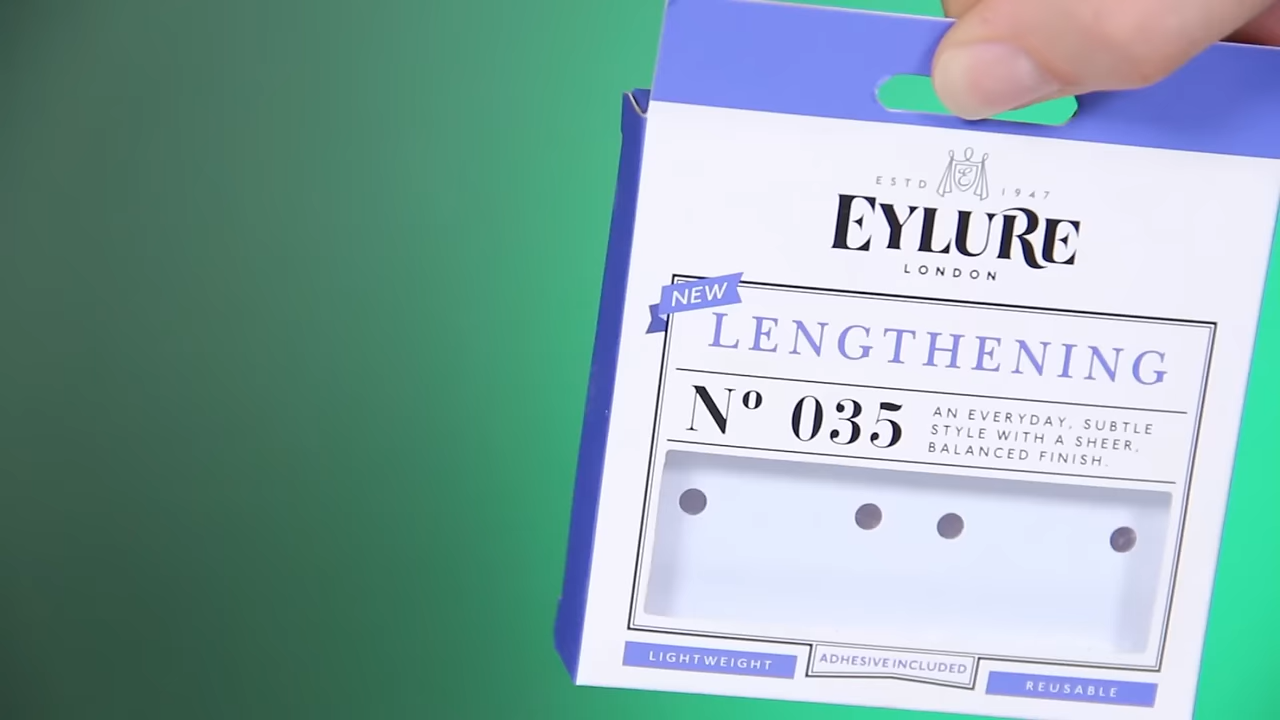 ESTD E 1947
EYLURE
LONDON
NEW
LENGTHENING
Nº 035
AN EVERYDAY, SUBTLE
STYLE WITH A SHEER,
BALANCED FINISH.
LIGHTWEIGHT
ADHESIVE INCLUDED
REUSABLE